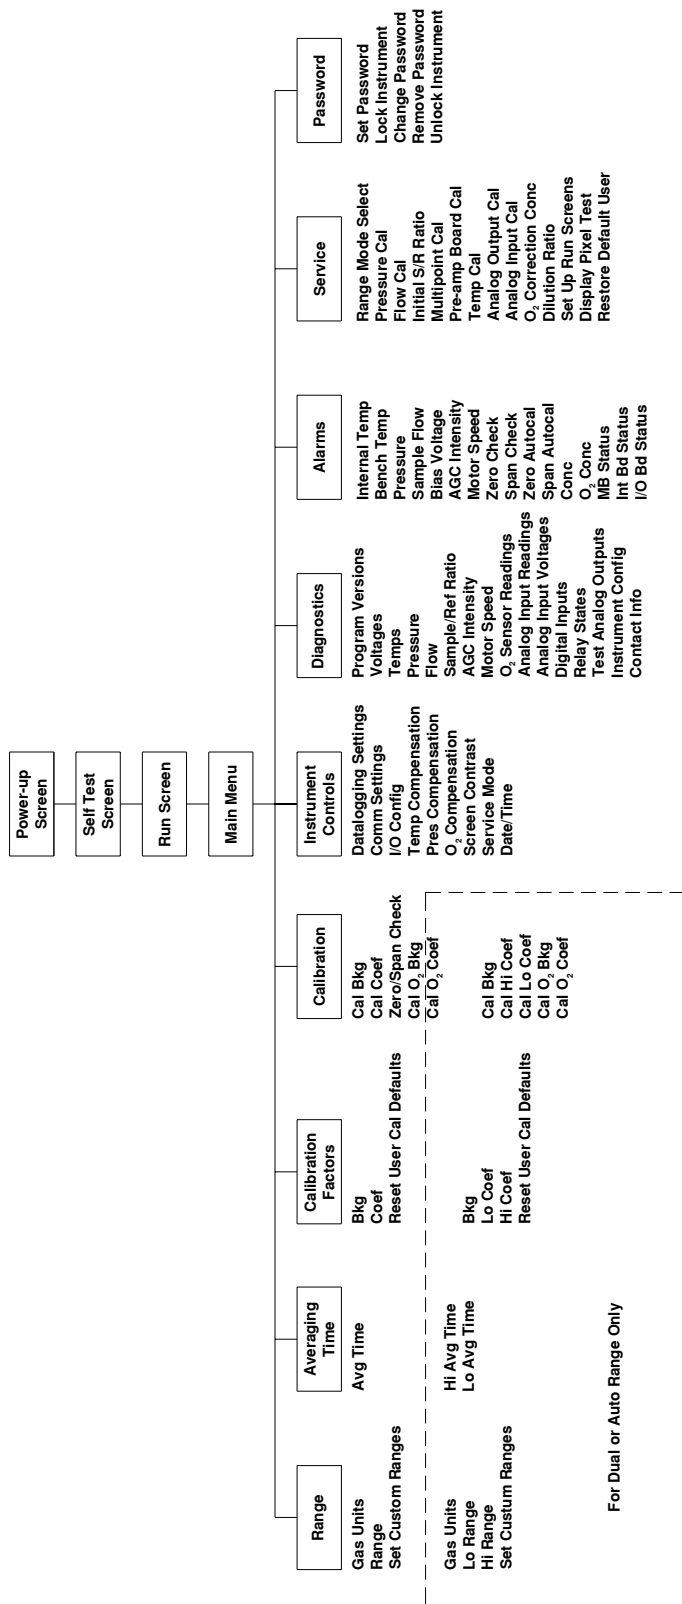 Power-up
Screen
Self Test
Screen
Run Screen
Main Menu
Range
Gas Units
Range
Set Custom Ranges
Averaging
Time
Avg Time
Calibration
Factors
Bkg
Coef
Reset User Cal Defaults
Calibration
Cal Bkg
Cal Coef
Zero/Span Check
Cal O₂ Bkg
Cal O₂ Coef
Instrument
Controls
Datalogging Settings
Comm Settings
I/O Config
Temp Compensation
Pres Compensation
O₂ Compensation
Screen Contrast
Service Mode
Date/Time
Diagnostics
Program Versions
Voltages
Temps
Pressure
Flow
Sample/Ref Ratio
AGC Intensity
Motor Speed
O₂ Sensor Readings
Analog Input Readings
Analog Input Voltages
Digital Inputs
Relay States
Test Analog Outputs
Instrument Config
Contact Info
Alarms
Internal Temp
Bench Temp
Pressure
Sample Flow
Bias Voltage
AGC Intensity
Motor Speed
Zero Check
Span Check
Zero Autocal
Span Autocal
Conc
O₂ Conc
MB Status
Int Bd Status
I/O Bd Status
Service
Range Mode Select
Pressure Cal
Flow Cal
Initial S/R Ratio
Multipoint Cal
Pre-amp Board Cal
Temp Cal
Analog Output Cal
Analog Input Cal
O₂ Correction Conc
Dilution Ratio
Set Up Run Screens
Display Pixel Test
Restore Default User
Password
Set Password
Lock Instrument
Change Password
Remove Password
Unlock Instrument
Gas Units
Lo Range
Hi Range
Set Custum Ranges
Hi Avg Time
Lo Avg Time
Bkg
Lo Coef
Hi Coef
Reset User Cal Defaults
Cal Bkg
Cal Hi Coef
Cal Lo Coef
Cal O₂ Bkg
Cal O₂ Coef
For Dual or Auto Range Only